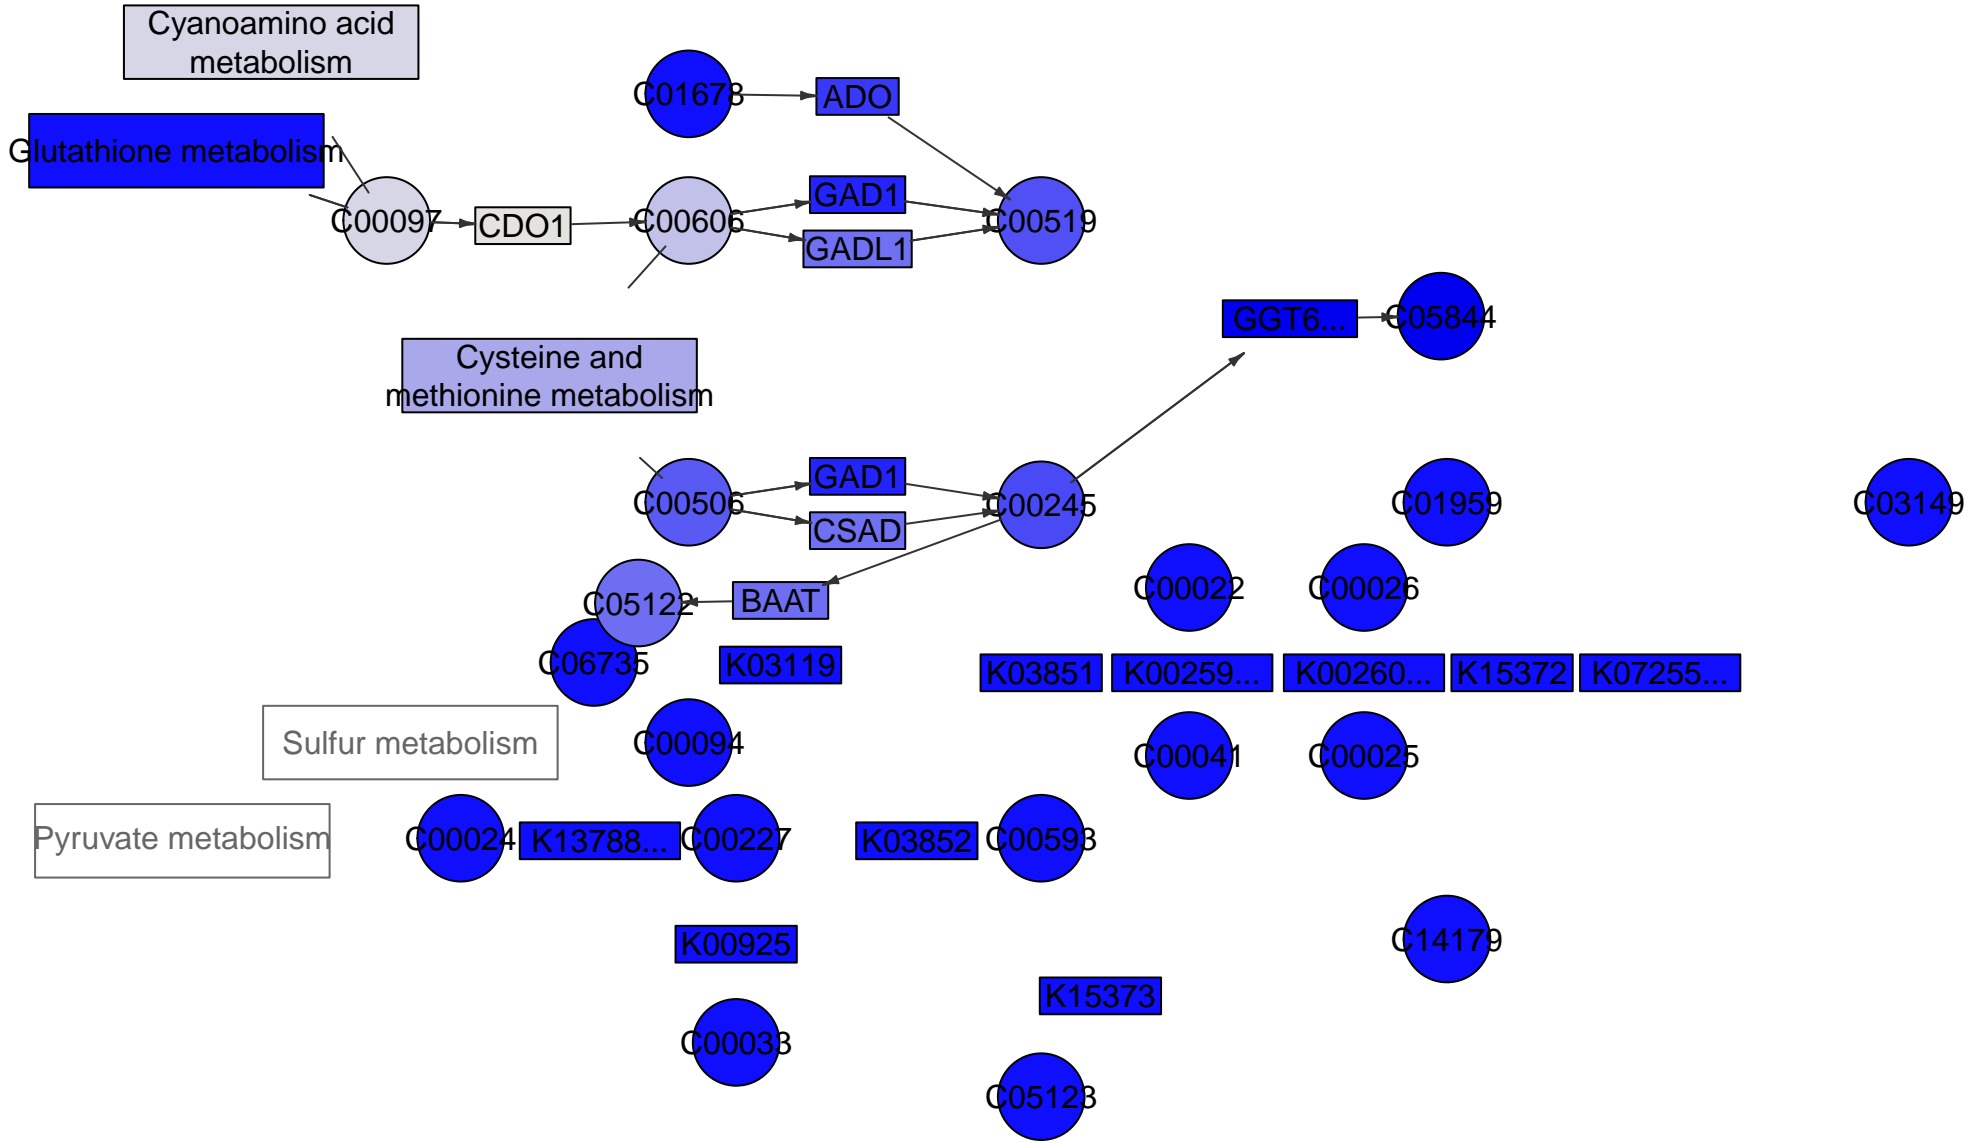 Cyanoamino acid
metabolism
C01678
ADO
Glutathione metabolism
C00097
CDO1
C00606
GAD1
GADL1
C00519
GGT6...
C05844
Cysteine and
methionine metabolism
C00506
GAD1
CSAD
C00245
C01959
C03149
C05122
BAAT
C00022
C00026
C06735
K03119
K03851
K00259...
K00260...
K15372
K07255...
Sulfur metabolism
C00094
C00041
C00025
Pyruvate metabolism
C00024
K13788...
C00227
K03852
C00593
K00925
C14179
K15373
C00033
C05123